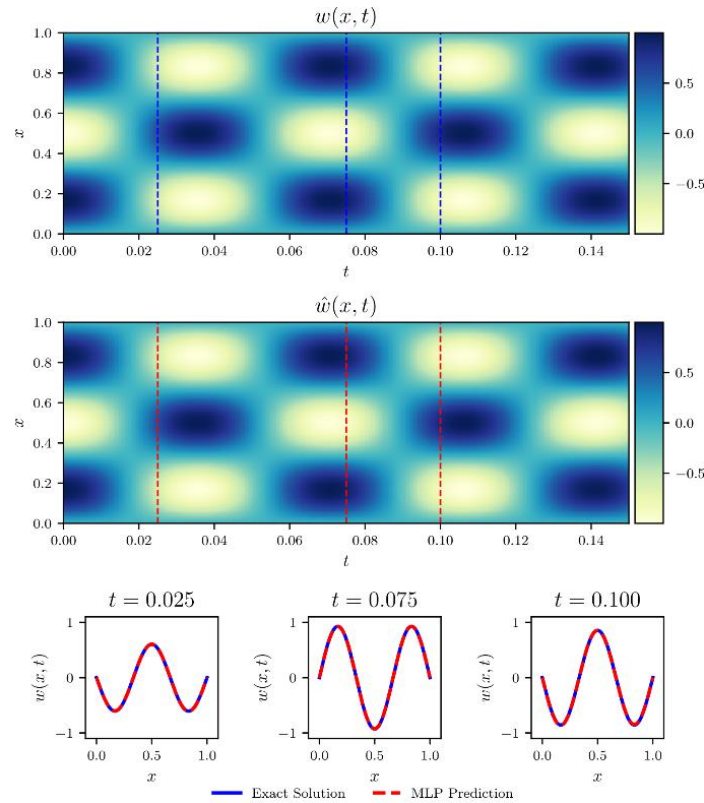 w(x, t)
1.0
0.8
0.6
0.4
0.2
0.0
x
0.00 0.02 0.04 0.06 0.08 0.10 0.12 0.14
t
0.5
0.0
−0.5
ŵ(x, t)
1.0
0.8
0.6
0.4
0.2
0.0
x
0.00 0.02 0.04 0.06 0.08 0.10 0.12 0.14
t
0.5
0.0
−0.5
t = 0.025
1
0
−1
w(x, t)
0.0 0.5 1.0
x
t = 0.075
1
0
−1
w(x, t)
0.0 0.5 1.0
x
t = 0.100
1
0
−1
w(x, t)
0.0 0.5 1.0
x
Exact Solution MLP Prediction